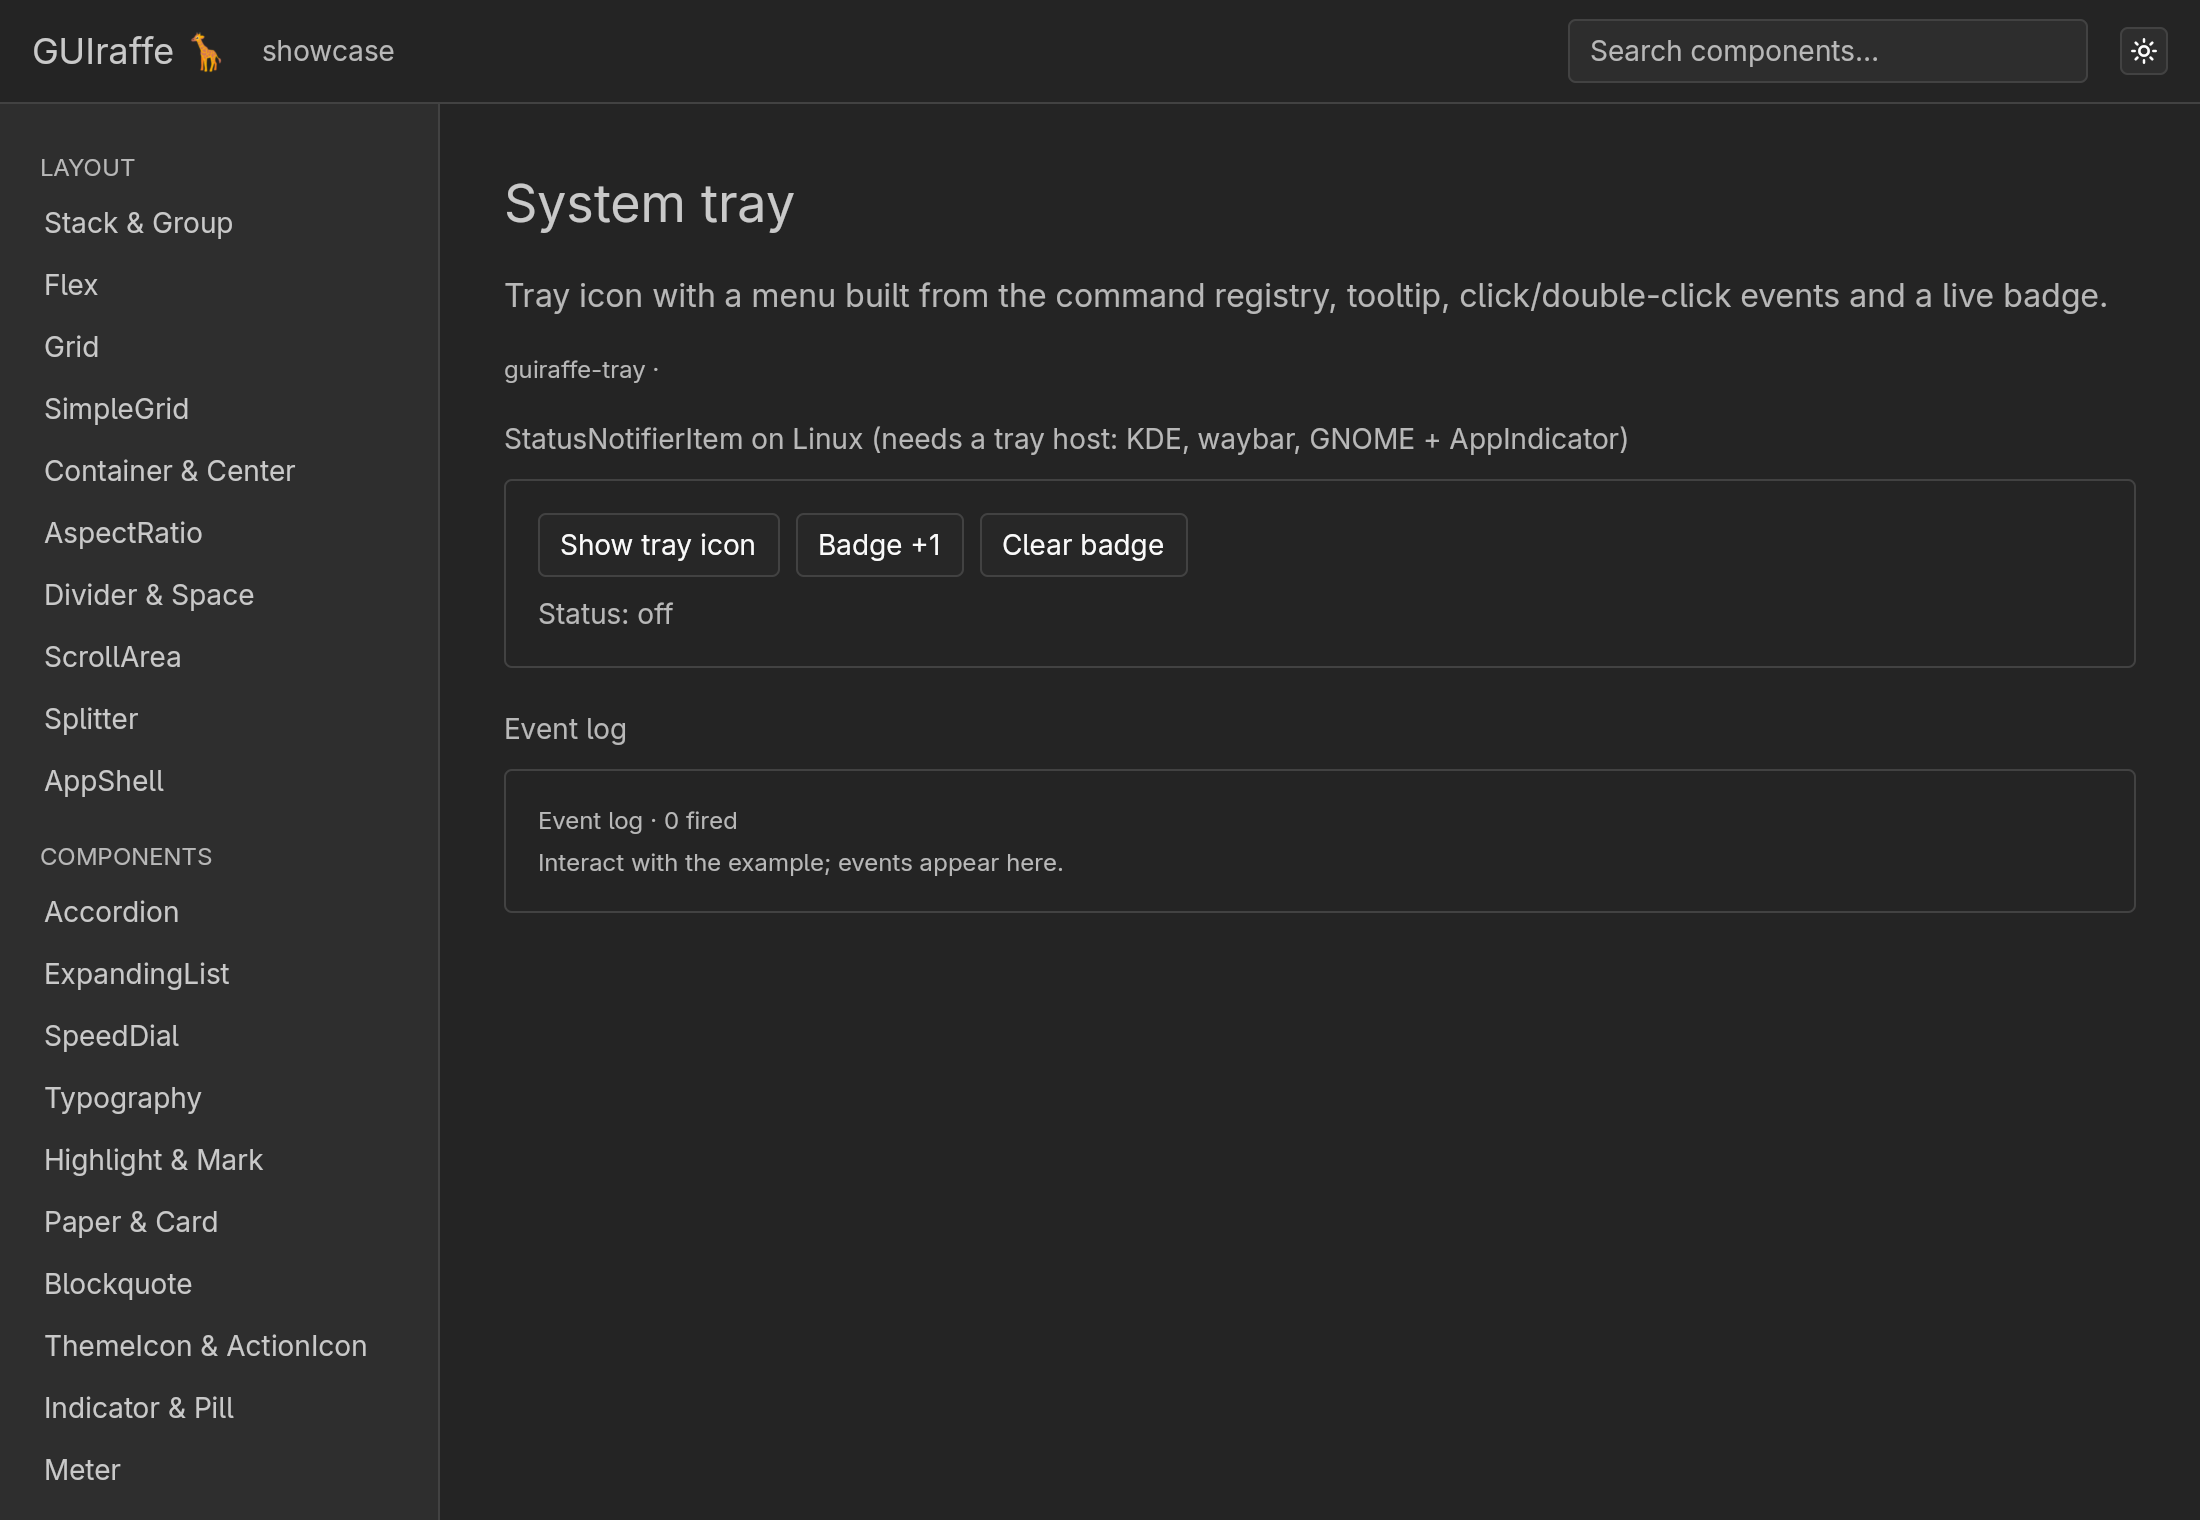 GUIraffe 🦒 showcase
Search components...
LAYOUT
Stack & Group
Flex
Grid
SimpleGrid
Container & Center
AspectRatio
Divider & Space
ScrollArea
Splitter
AppShell
COMPONENTS
Accordion
ExpandingList
SpeedDial
Typography
Highlight & Mark
Paper & Card
Blockquote
ThemeIcon & ActionIcon
Indicator & Pill
Meter
System tray
Tray icon with a menu built from the command registry, tooltip, click/double-click events and a live badge.
guiraffe-tray ·
StatusNotifierItem on Linux (needs a tray host: KDE, waybar, GNOME + AppIndicator)
Show tray icon
Badge +1
Clear badge
Status: off
Event log
Event log · 0 fired
Interact with the example; events appear here.